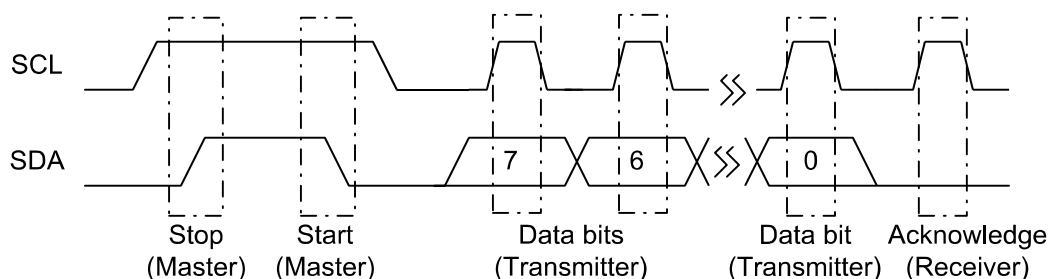 SCL
SDA
7
6
0
Stop
(Master)
Start
(Master)
Data bits
(Transmitter)
Data bit
(Transmitter)
Acknowledge
(Receiver)